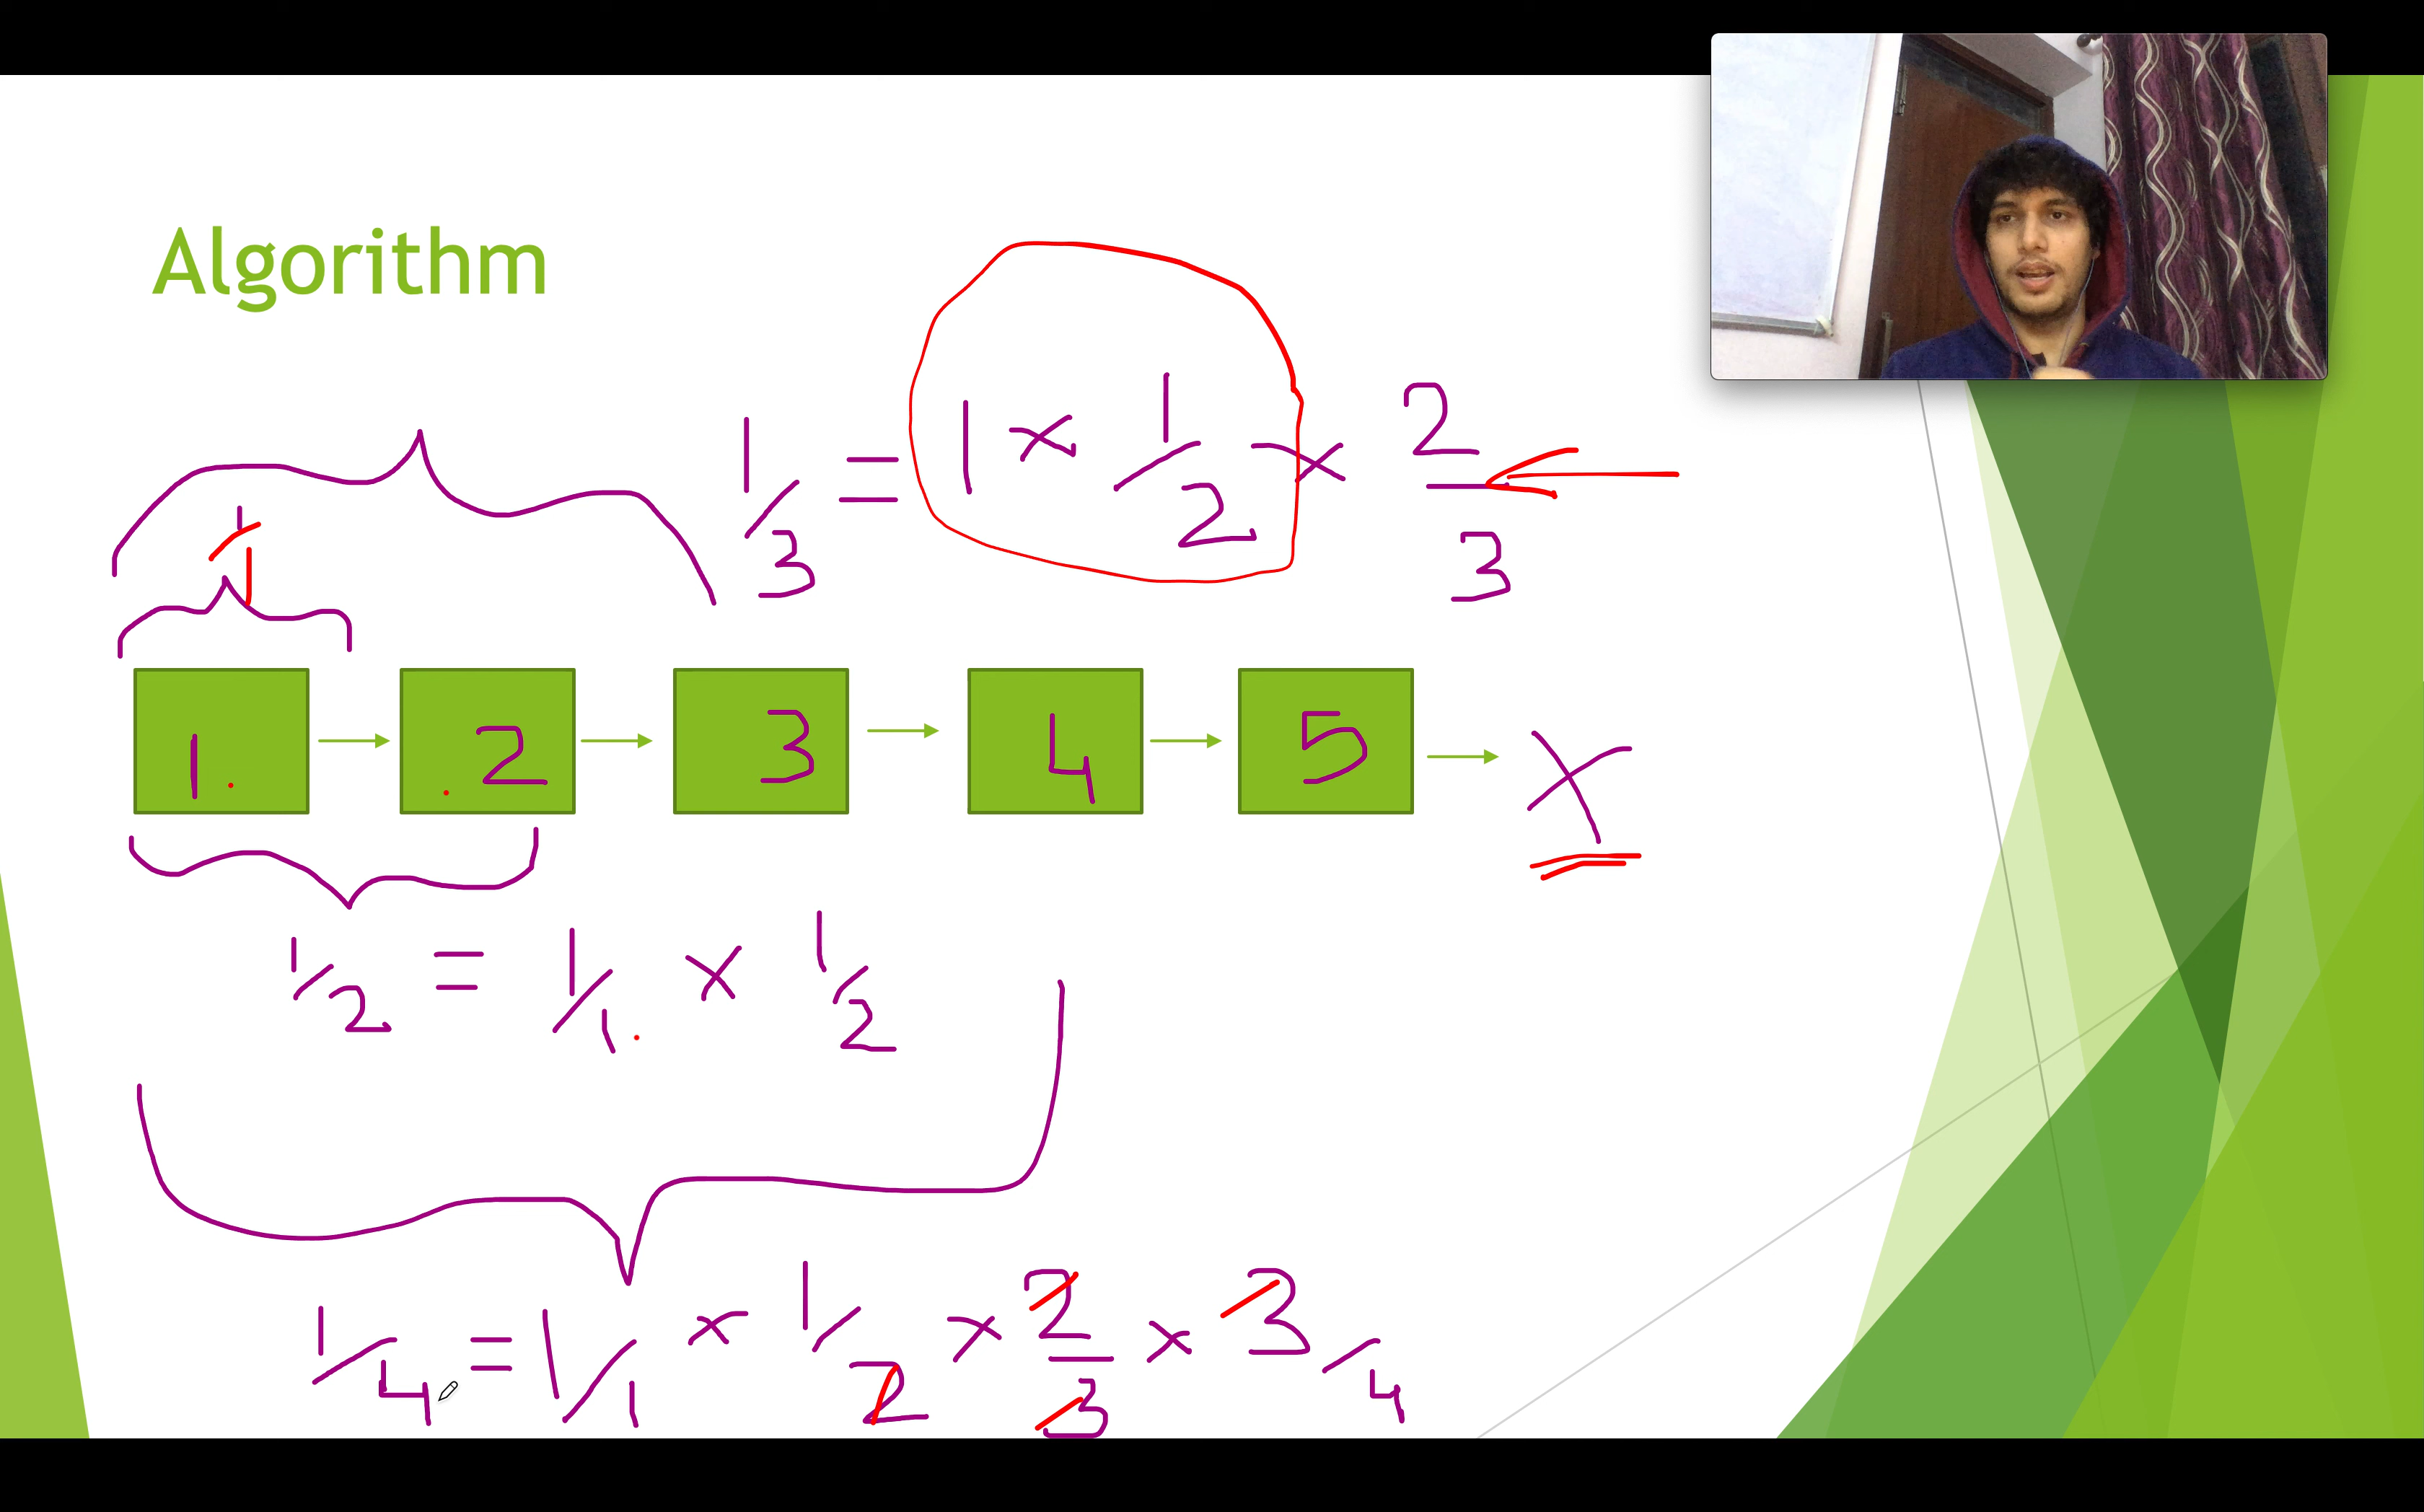 Algorithm
1/3 = 1 × 1/2 × 2/3
1/1
1. . 2 3 4 5 X
1/2 = 1/1 . × 1/2
1/4 = 1/1 × 1/2 × 2/3 × 3/4